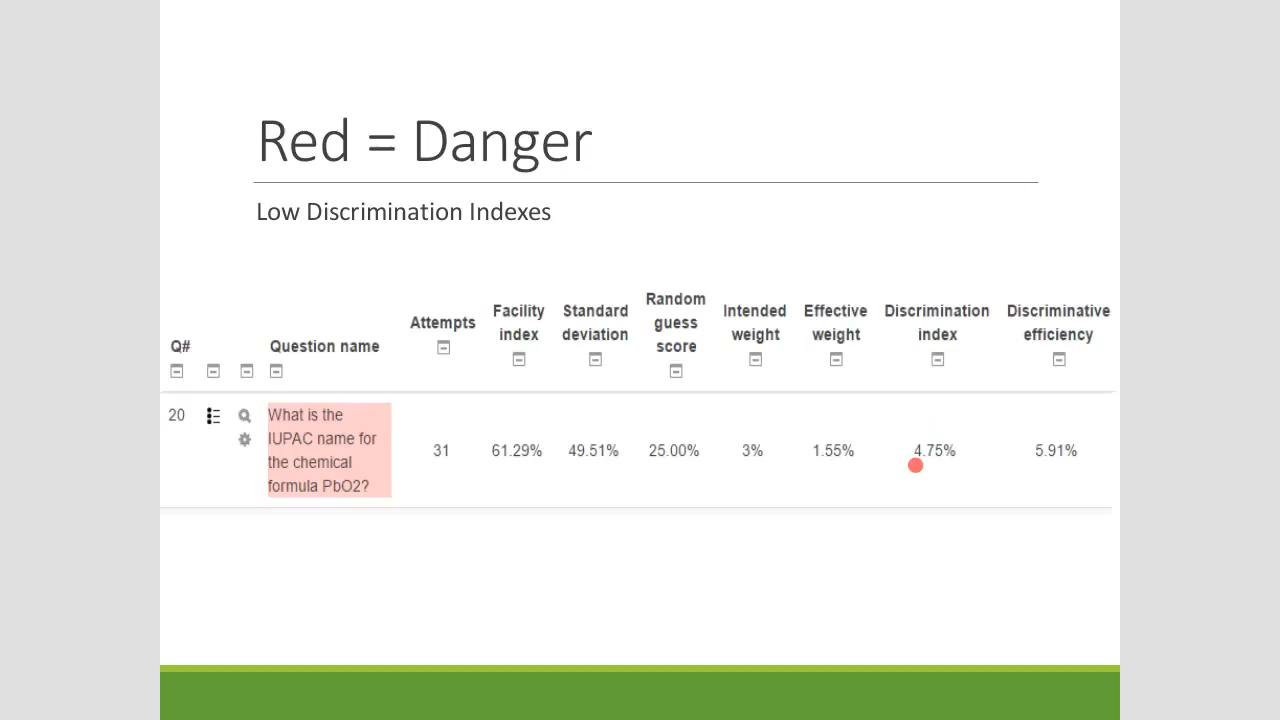 Red = Danger
Low Discrimination Indexes
Q#
Question name
Attempts
Facility
index
Standard
deviation
Random
guess
score
Intended
weight
Effective
weight
Discrimination
index
Discriminative
efficiency
20
What is the
IUPAC name for
the chemical
formula PbO2?
31
61.29%
49.51%
25.00%
3%
1.55%
4.75%
5.91%